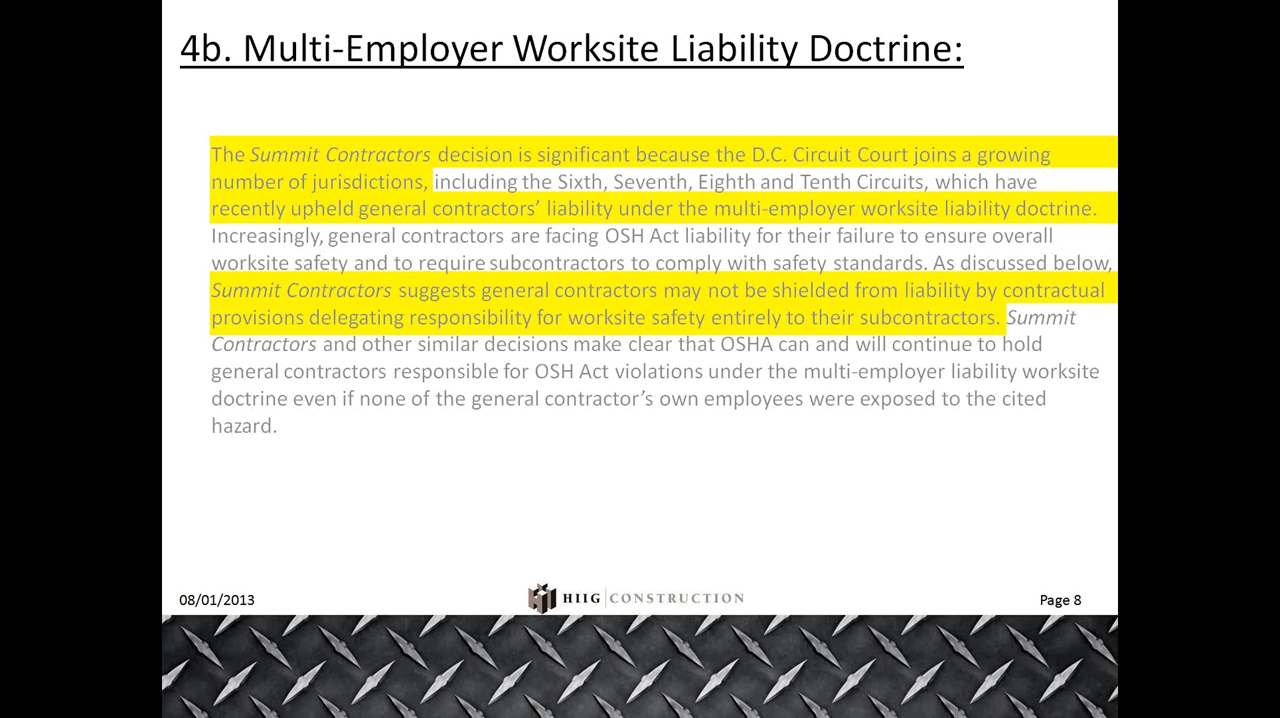 4b. Multi-Employer Worksite Liability Doctrine:
The Summit Contractors decision is significant because the D.C. Circuit Court joins a growing
number of jurisdictions, including the Sixth, Seventh, Eighth and Tenth Circuits, which have
recently upheld general contractors’ liability under the multi-employer worksite liability doctrine.
Increasingly, general contractors are facing OSH Act liability for their failure to ensure overall
worksite safety and to require subcontractors to comply with safety standards. As discussed below,
Summit Contractors suggests general contractors may not be shielded from liability by contractual
provisions delegating responsibility for worksite safety entirely to their subcontractors. Summit
Contractors and other similar decisions make clear that OSHA can and will continue to hold
general contractors responsible for OSH Act violations under the multi-employer liability worksite
doctrine even if none of the general contractor’s own employees were exposed to the cited
hazard.
08/01/2013
HIIG CONSTRUCTION
Page 8